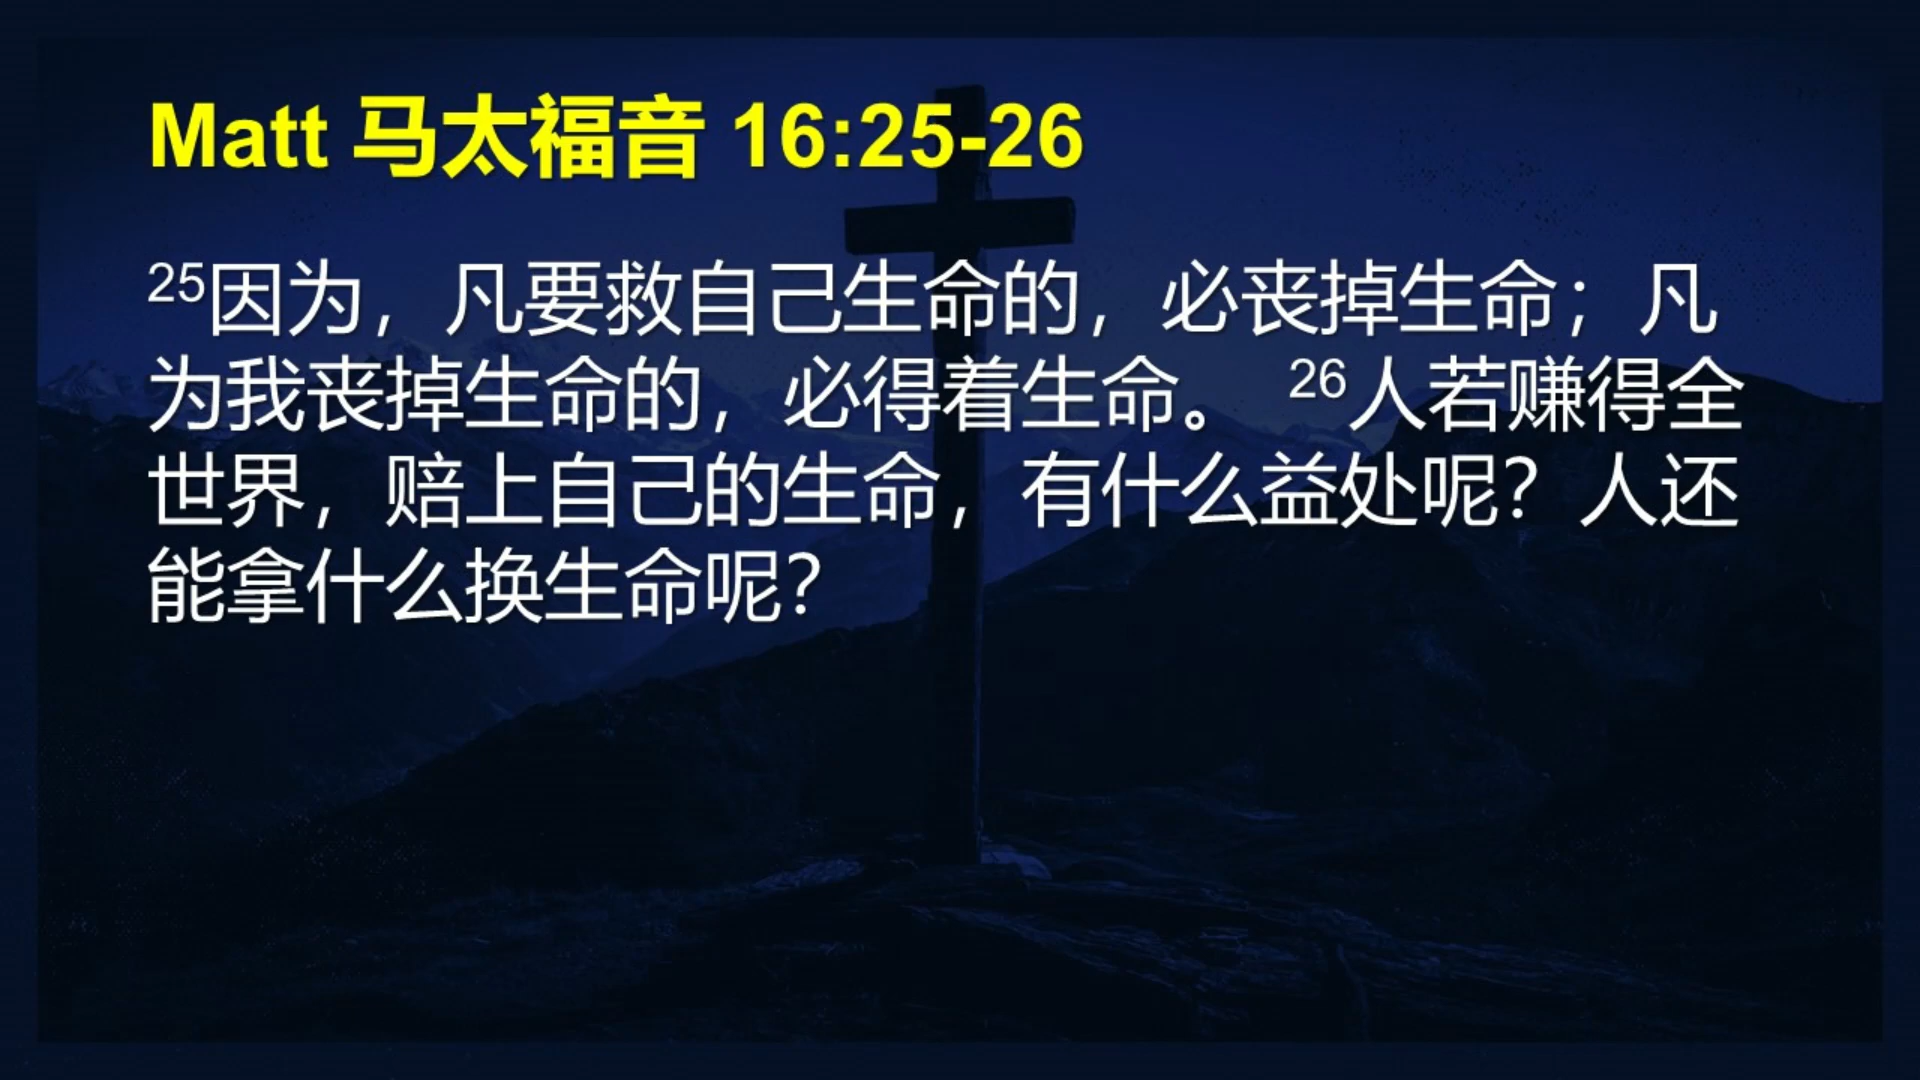 Matt 马太福音 16:25-26
25因为，凡要救自己生命的，必丧掉生命；凡
为我丧掉生命的，必得着生命。 26人若赚得全
世界，赔上自己的生命，有什么益处呢？人还
能拿什么换生命呢？